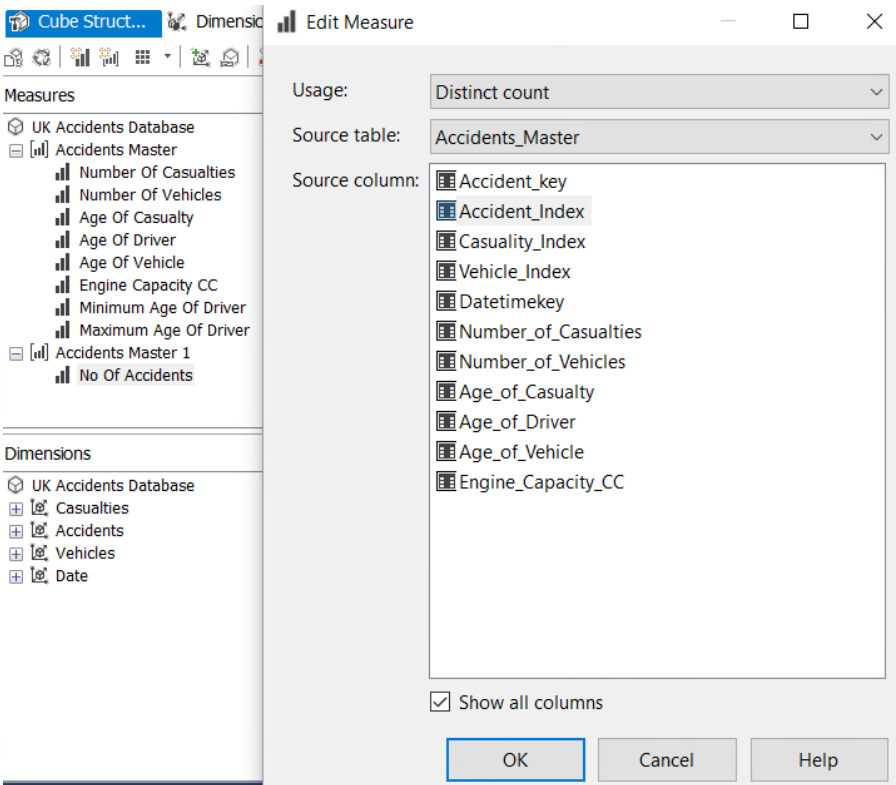 Cube Struct...
Dimensic
Measures
UK Accidents Database
Accidents Master
Number Of Casualties
Number Of Vehicles
Age Of Casualty
Age Of Driver
Age Of Vehicle
Engine Capacity CC
Minimum Age Of Driver
Maximum Age Of Driver
Accidents Master 1
No Of Accidents
Dimensions
UK Accidents Database
Casualties
Accidents
Vehicles
Date
Edit Measure
Usage:
Distinct count
Source table:
Accidents_Master
Source column:
Accident_key
Accident_Index
Casuality_Index
Vehicle_Index
Datetimekey
Number_of_Casualties
Number_of_Vehicles
Age_of_Casualty
Age_of_Driver
Age_of_Vehicle
Engine_Capacity_CC
Show all columns
OK
Cancel
Help